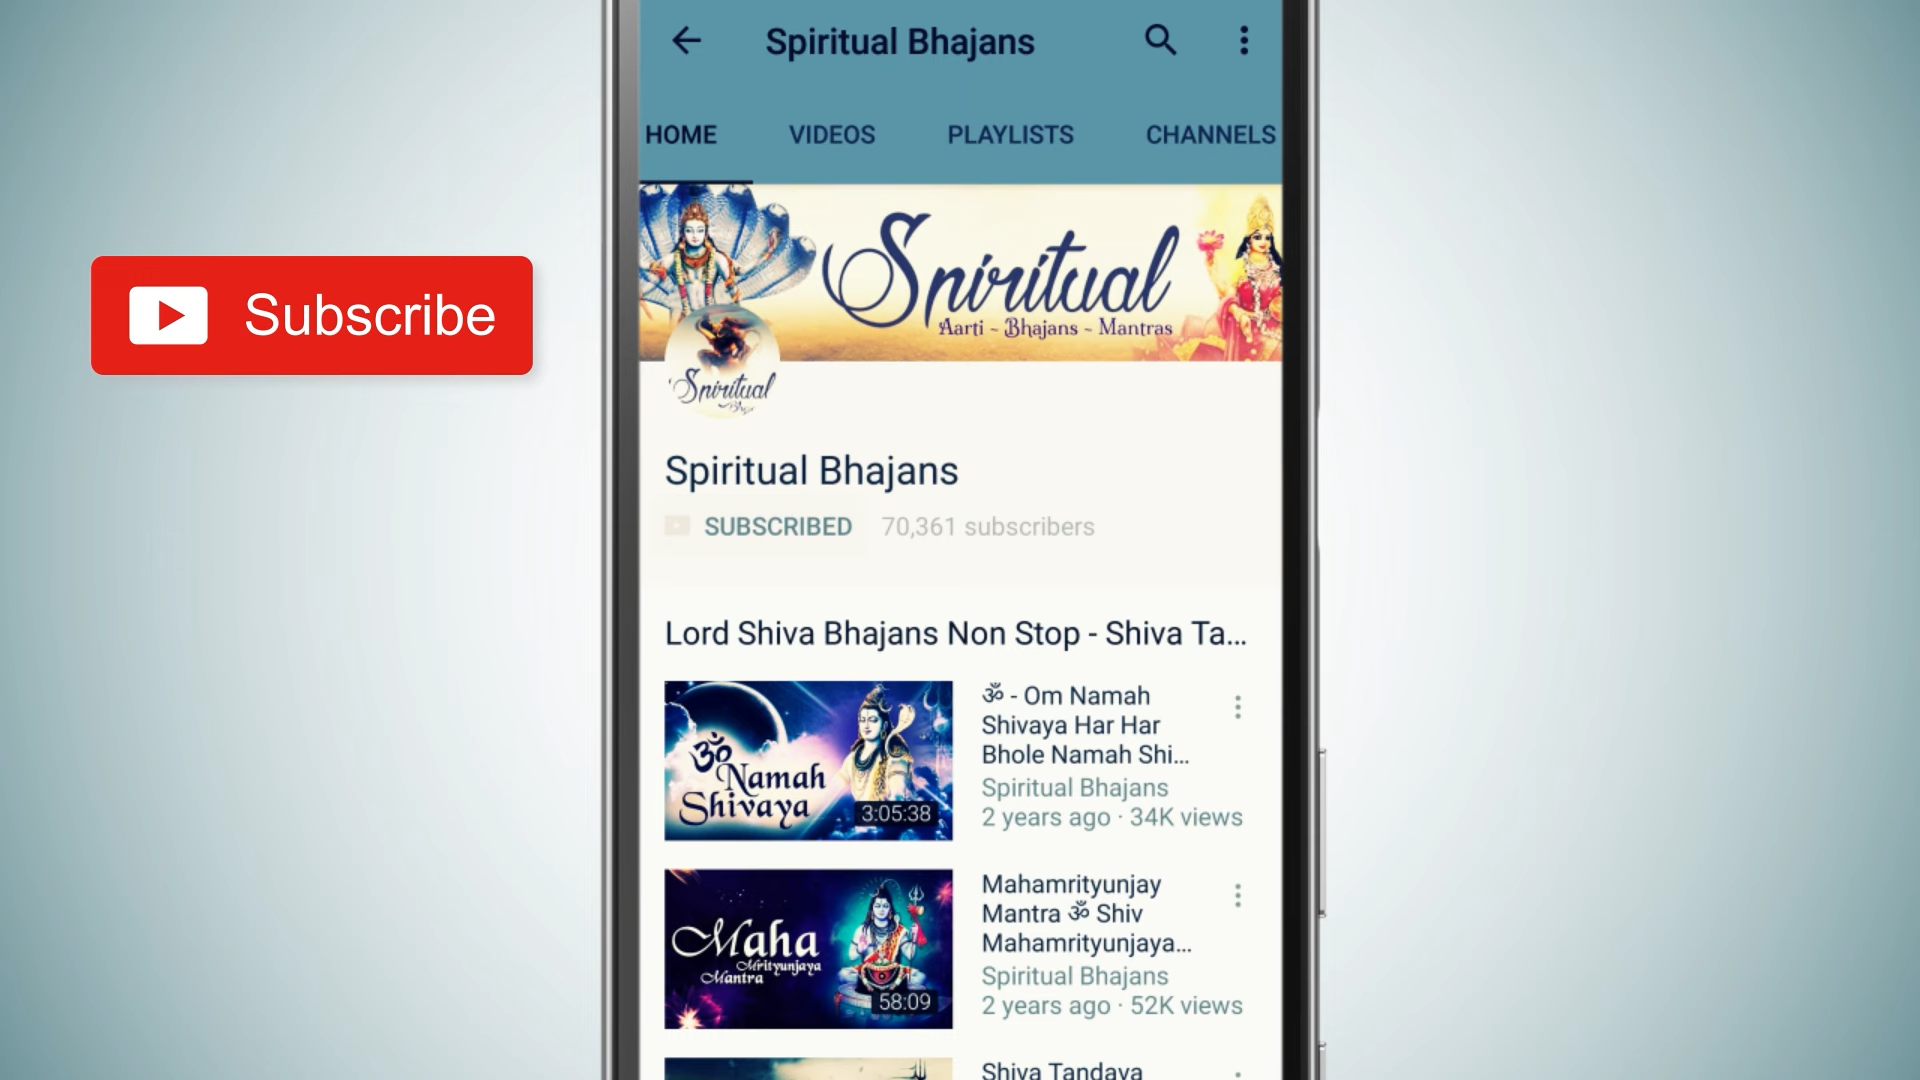 Spiritual Bhajans
HOME VIDEOS PLAYLISTS CHANNELS
Spiritual
Aarti ~ Bhajans ~ Mantras
Spiritual
Subscribe
Spiritual Bhajans
SUBSCRIBED 70,361 subscribers
Lord Shiva Bhajans Non Stop - Shiva Ta...
ॐ Namah
Shivaya
3:05:38
ॐ - Om Namah
Shivaya Har Har
Bhole Namah Shi...
Spiritual Bhajans
2 years ago · 34K views
Maha
Mrityunjaya
Mantra
58:09
Mahamrityunjay
Mantra ॐ Shiv
Mahamrityunjaya...
Spiritual Bhajans
2 years ago · 52K views
Shiva Tandava